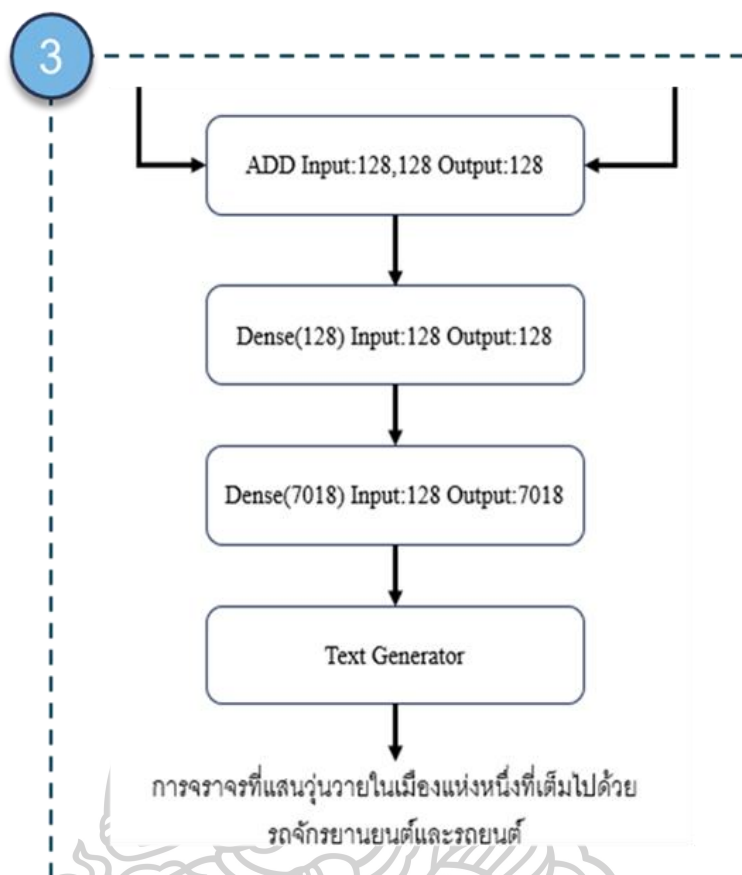 3
ADD Input:128,128 Output:128
Dense(128) Input:128 Output:128
Dense(7018) Input:128 Output:7018
Text Generator
การจราจรที่แสนวุ่นวายในเมืองแห่งหนึ่งที่เต็มไปด้วย
รถจักรยานยนต์และรถยนต์